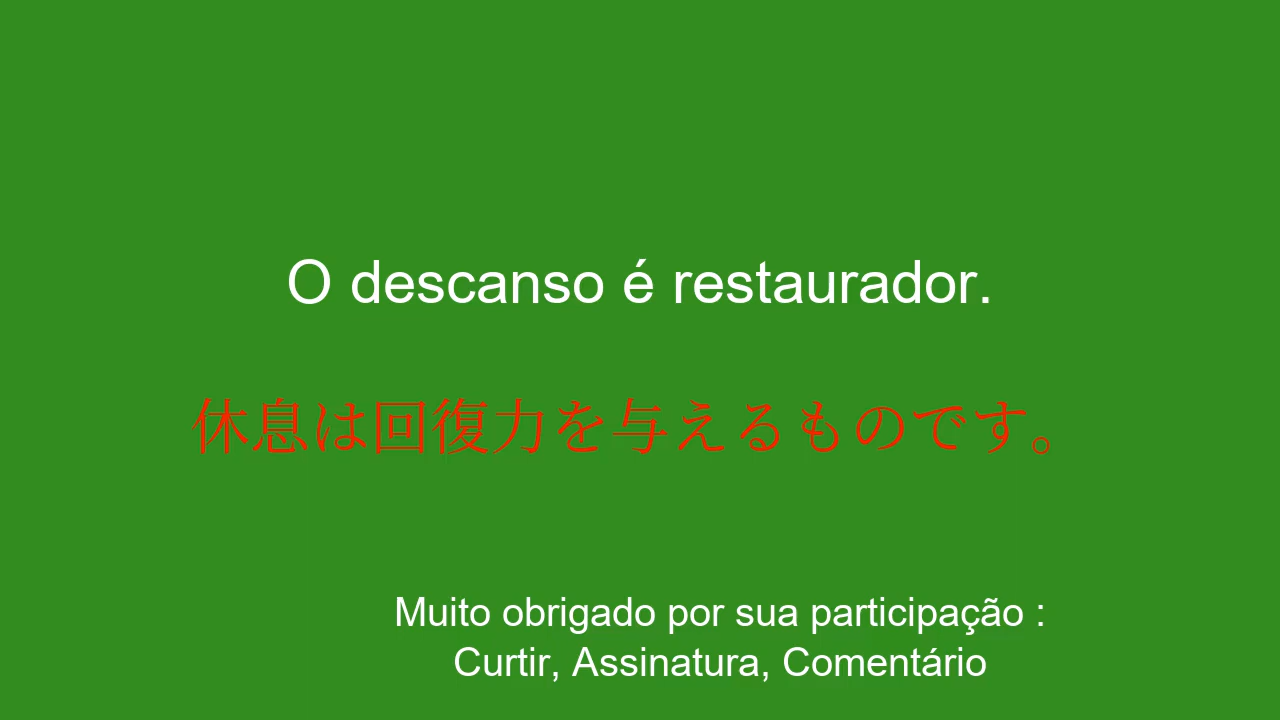 O descanso é restaurador.
休息は回復力を与えるものです。
Muito obrigado por sua participação :
Curtir, Assinatura, Comentário